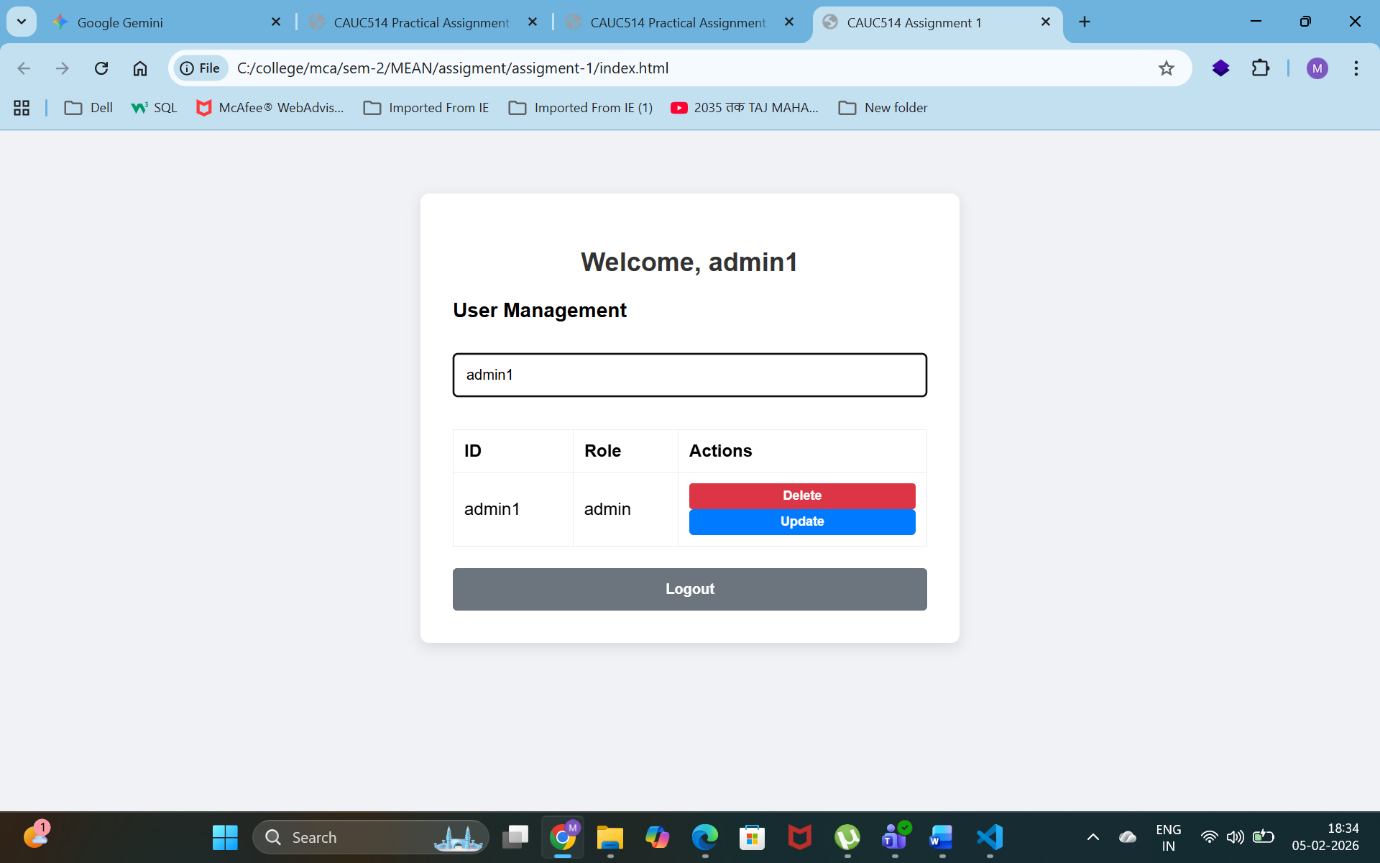 Google Gemini
CAUC514 Practical Assignment
CAUC514 Practical Assignment
CAUC514 Assignment 1
File
C:/college/mca/sem-2/MEAN/assigment/assigment-1/index.html
M
Dell
W3
SQL
McAfee® WebAdvis...
Imported From IE
Imported From IE (1)
2035 तक TAJ MAHA...
New folder
Welcome, admin1
User Management
admin1
ID Role Actions
admin1 admin Delete
Update
Logout
1
Search
M
T
W
ENG
IN
18:34
05-02-2026